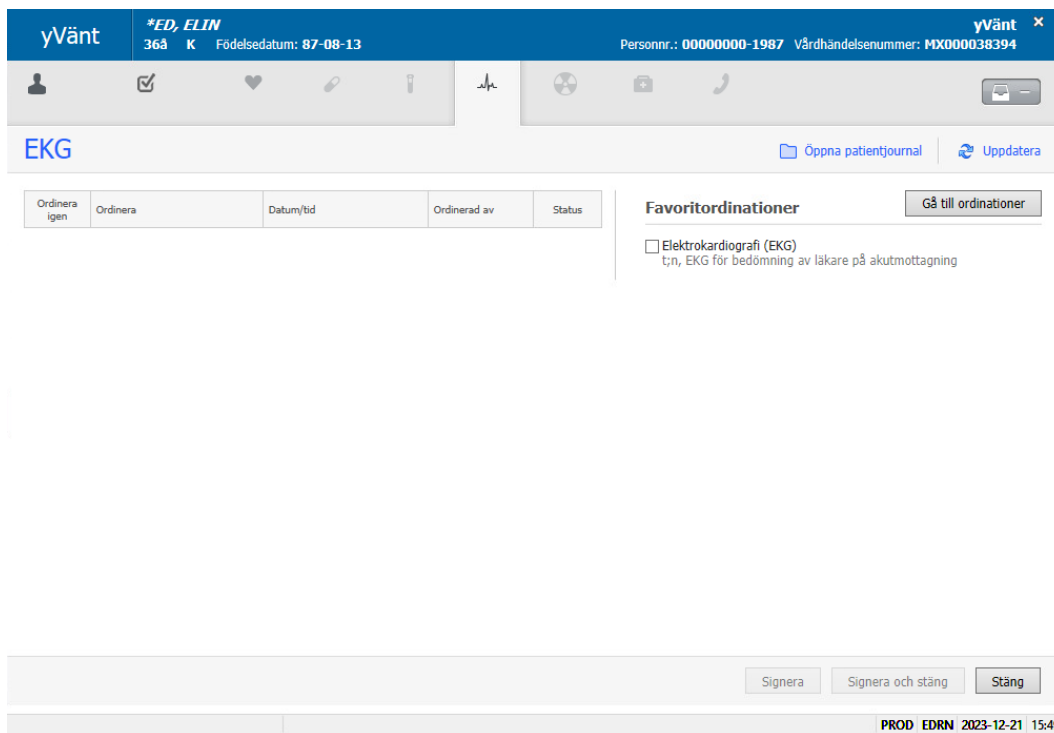 yVänt
*ED, ELIN
yVänt ×
36å K Födelsedatum: 87-08-13
Personnr.: 00000000-1987 Vårdhändelsenummer: MX000038394
EKG
Öppna patientjournal
Uppdatera
Ordinera igen
Ordinera
Datum/tid
Ordinerad av
Status
Favoritordinationer
Gå till ordinationer
Elektrokardiografi (EKG)
t;n, EKG för bedömning av läkare på akutmottagning
Signera
Signera och stäng
Stäng
PROD EDRN 2023-12-21